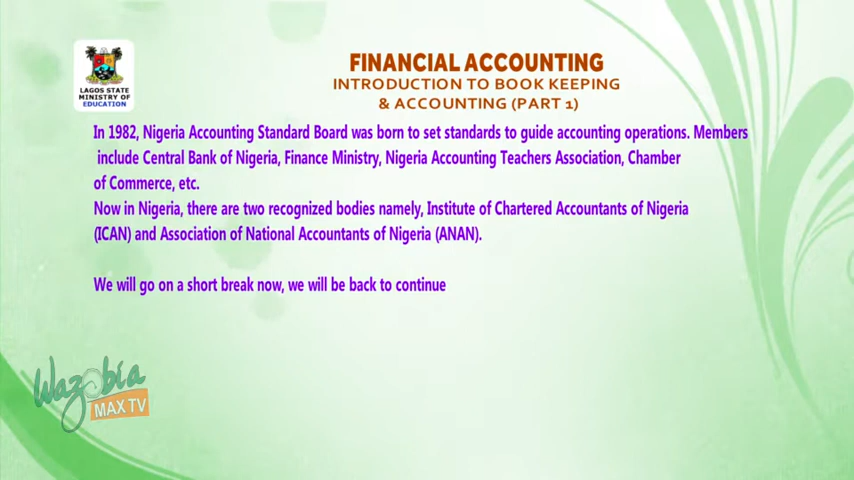 LAGOS STATE
MINISTRY OF
EDUCATION
FINANCIAL ACCOUNTING
INTRODUCTION TO BOOK KEEPING
& ACCOUNTING (PART 1)
In 1982, Nigeria Accounting Standard Board was born to set standards to guide accounting operations. Members
include Central Bank of Nigeria, Finance Ministry, Nigeria Accounting Teachers Association, Chamber
of Commerce, etc.
Now in Nigeria, there are two recognized bodies namely, Institute of Chartered Accountants of Nigeria
(ICAN) and Association of National Accountants of Nigeria (ANAN).
We will go on a short break now, we will be back to continue
Wazobia
MAX TV